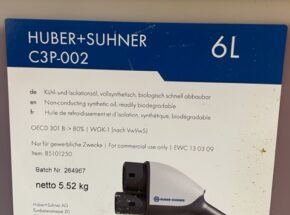 HUBER+SUHNER
C3P-002
6L
de Kühl-und Isolationsöl, vollsynthetisch, biologisch schnell abbaubar
en Non-conducting synthetic oil, readily biodegradable
fr Huile de refroidissement et d'isolation, synthétique, biodégradable
OECD 301 B > 80% | WGK-1 (nach VwVwS)
Nur für gewerbliche Zwecke | For commercial use only | EWC 13 03 09
Item: 85101250
Batch Nr. 264967
netto 5.52 kg
HUBER+SUHNER
Huber+Suhner AG
Tumbelenstrasse 20